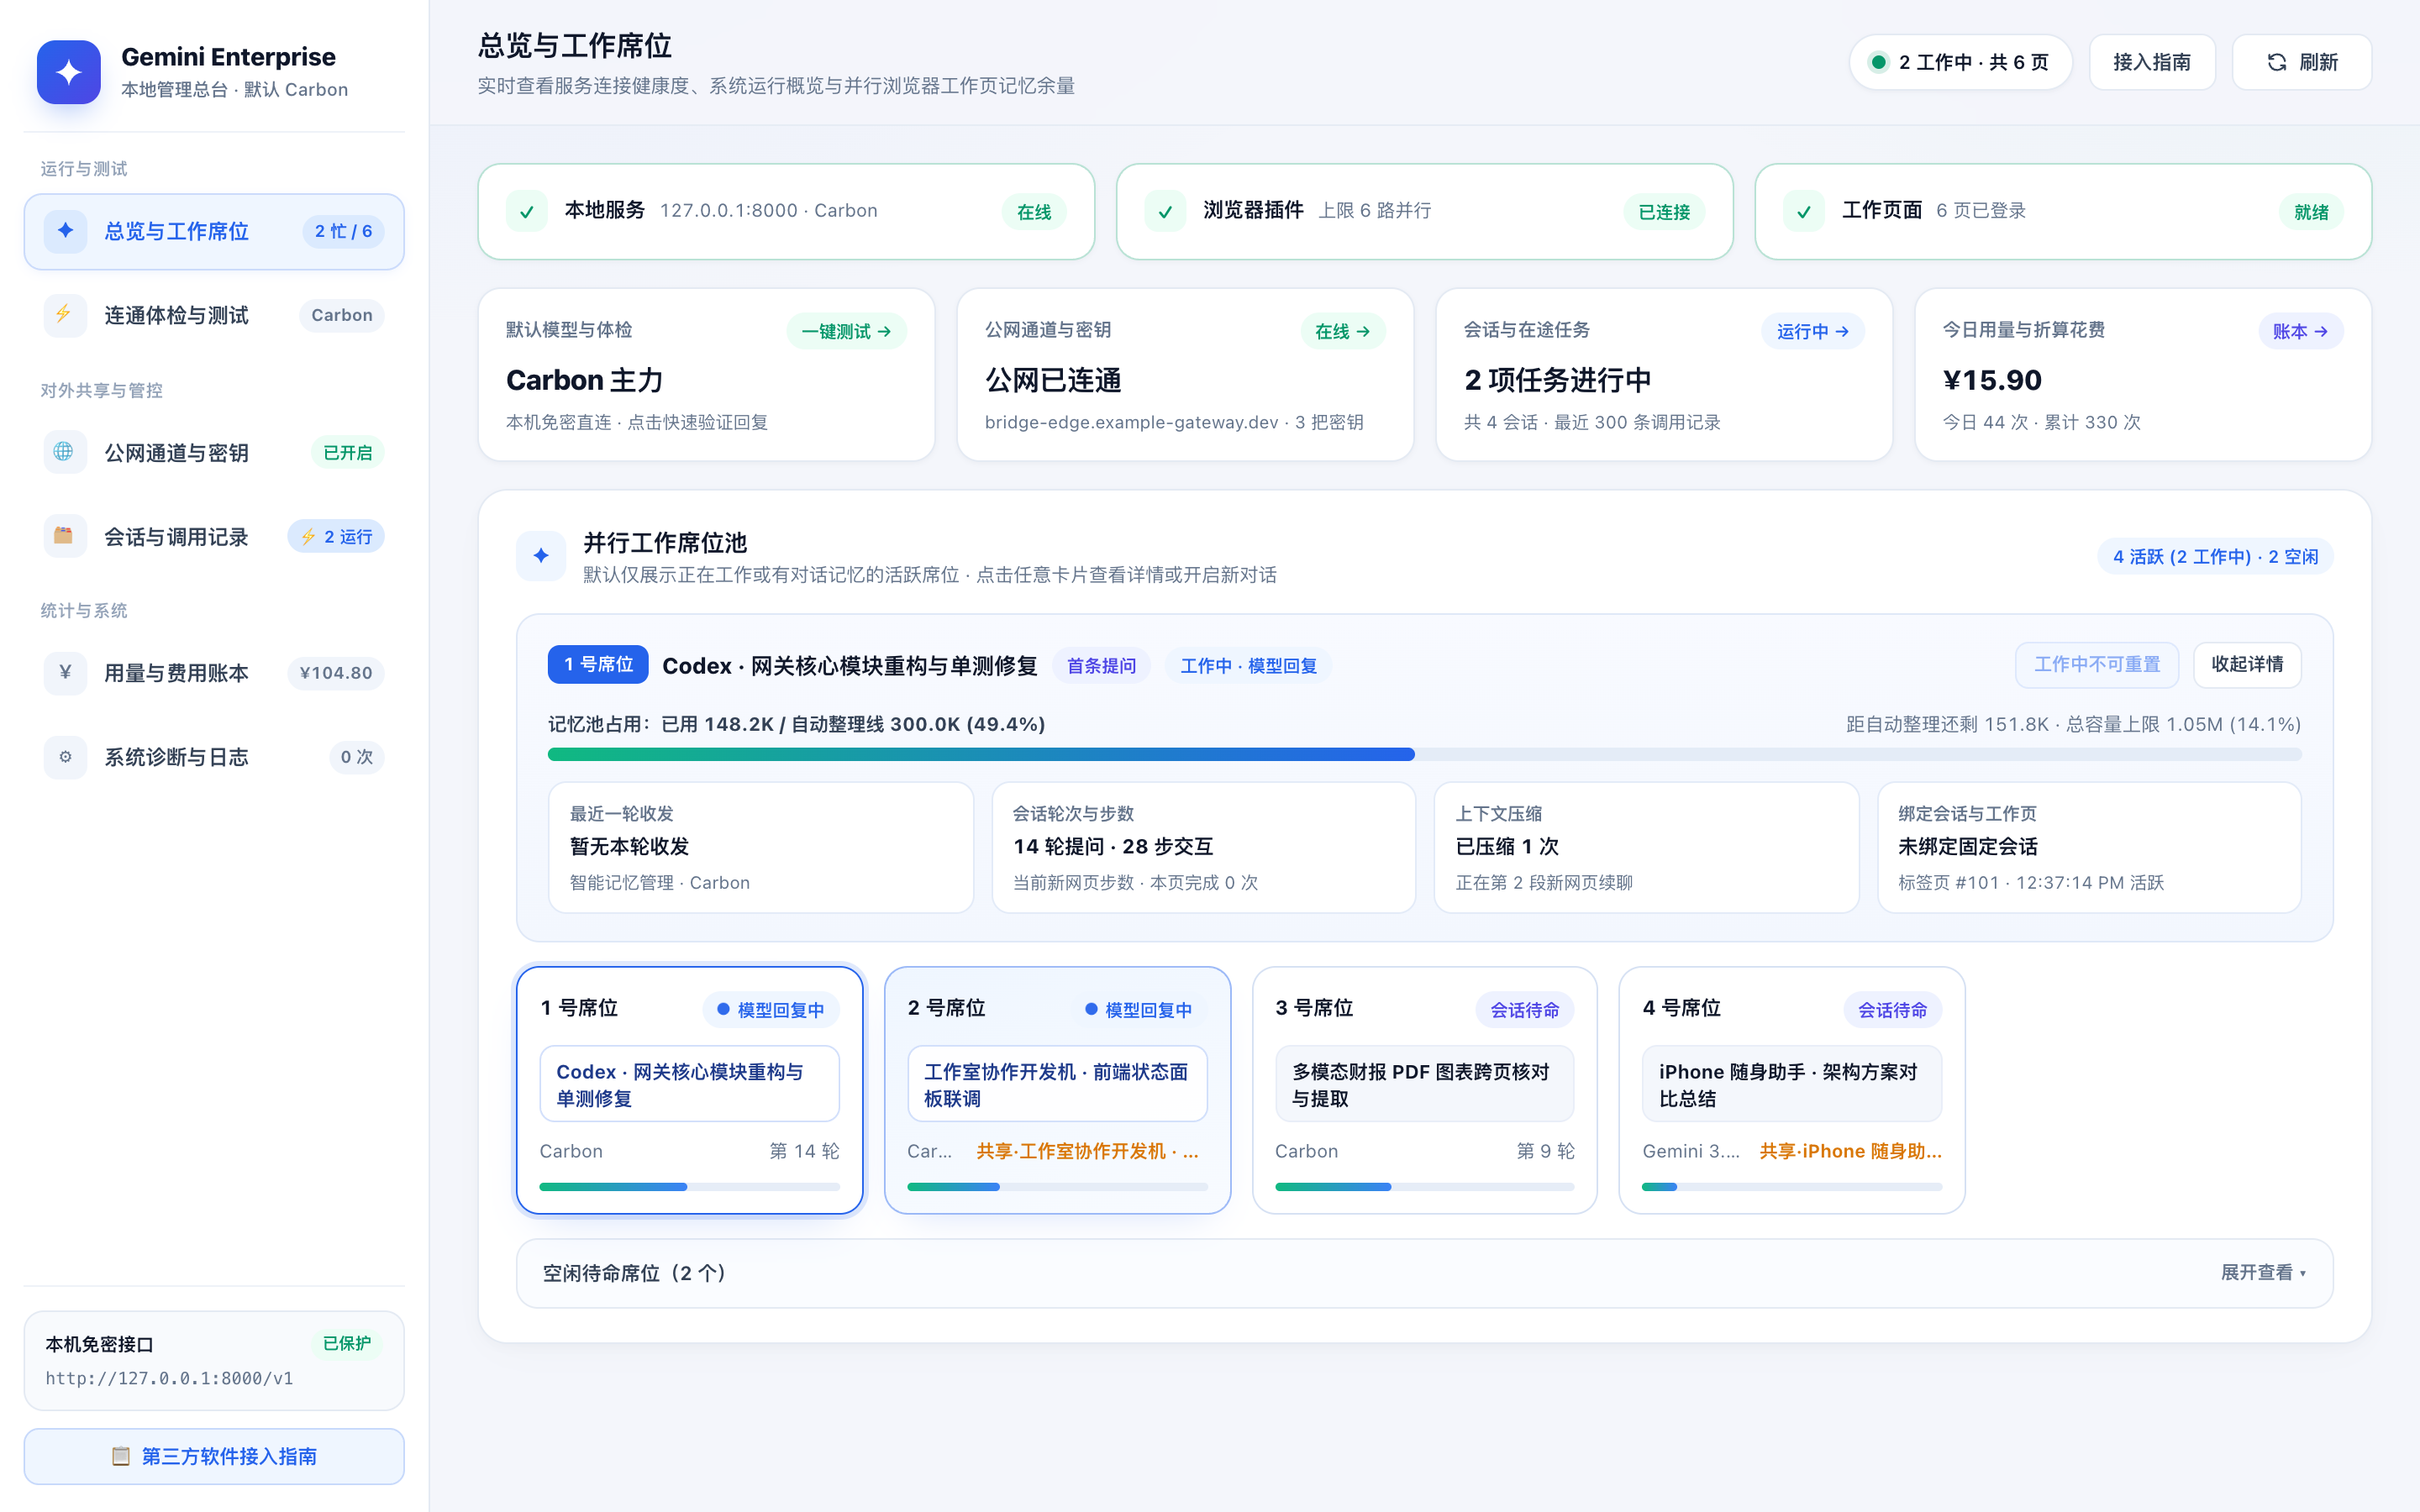 Gemini Enterprise
本地管理总台 · 默认 Carbon
运行与测试
总览与工作席位 2 忙 / 6
连通体检与测试 Carbon
对外共享与管控
公网通道与密钥 已开启
会话与调用记录 ⚡ 2 运行
统计与系统
¥ 用量与费用账本 ¥104.80
系统诊断与日志 0 次
本机免密接口 已保护
http://127.0.0.1:8000/v1
第三方软件接入指南
总览与工作席位
实时查看服务连接健康度、系统运行概览与并行浏览器工作页记忆余量
2 工作中 · 共 6 页
接入指南
刷新
本地服务 127.0.0.1:8000 · Carbon 在线
浏览器插件 上限 6 路并行 已连接
工作页面 6 页已登录 就绪
默认模型与体检 一键测试 →
Carbon 主力
本机免密直连 · 点击快速验证回复
公网通道与密钥 在线 →
公网已连通
bridge-edge.example-gateway.dev · 3 把密钥
会话与在途任务 运行中 →
2 项任务进行中
共 4 会话 · 最近 300 条调用记录
今日用量与折算花费 账本 →
¥15.90
今日 44 次 · 累计 330 次
并行工作席位池
默认仅展示正在工作或有对话记忆的活跃席位 · 点击任意卡片查看详情或开启新对话
4 活跃 (2 工作中) · 2 空闲
1 号席位 Codex · 网关核心模块重构与单测修复 首条提问 工作中 · 模型回复 工作中不可重置 收起详情
记忆池占用：已用 148.2K / 自动整理线 300.0K (49.4%) 距自动整理还剩 151.8K · 总容量上限 1.05M (14.1%)
最近一轮收发
暂无本轮收发
智能记忆管理 · Carbon
会话轮次与步数
14 轮提问 · 28 步交互
当前新网页步数 · 本页完成 0 次
上下文压缩
已压缩 1 次
正在第 2 段新网页续聊
绑定会话与工作页
未绑定固定会话
标签页 #101 · 12:37:14 PM 活跃
1 号席位 模型回复中
Codex · 网关核心模块重构与
单测修复
Carbon 第 14 轮
2 号席位 模型回复中
工作室协作开发机 · 前端状态面
板联调
Car... 共享·工作室协作开发机 · ...
3 号席位 会话待命
多模态财报 PDF 图表跨页核对
与提取
Carbon 第 9 轮
4 号席位 会话待命
iPhone 随身助手 · 架构方案对
比总结
Gemini 3.... 共享·iPhone 随身助...
空闲待命席位（2 个） 展开查看 ▾